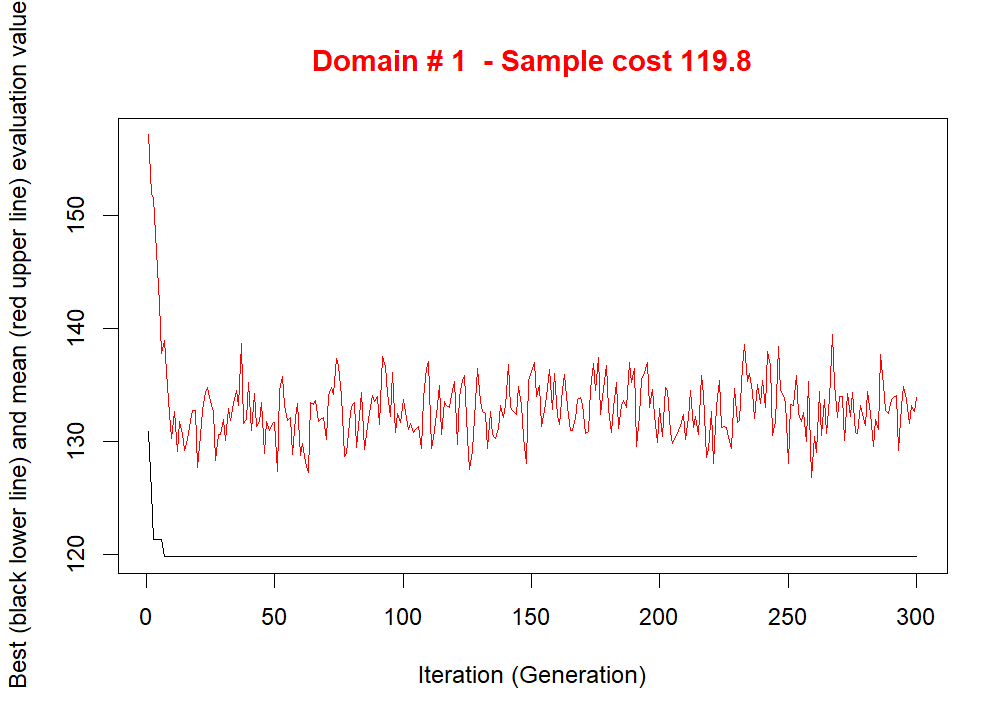 Domain # 1 - Sample cost 119.8
Best (black lower line) and mean (red upper line) evaluation value
150
140
130
120
0 50 100 150 200 250 300
Iteration (Generation)